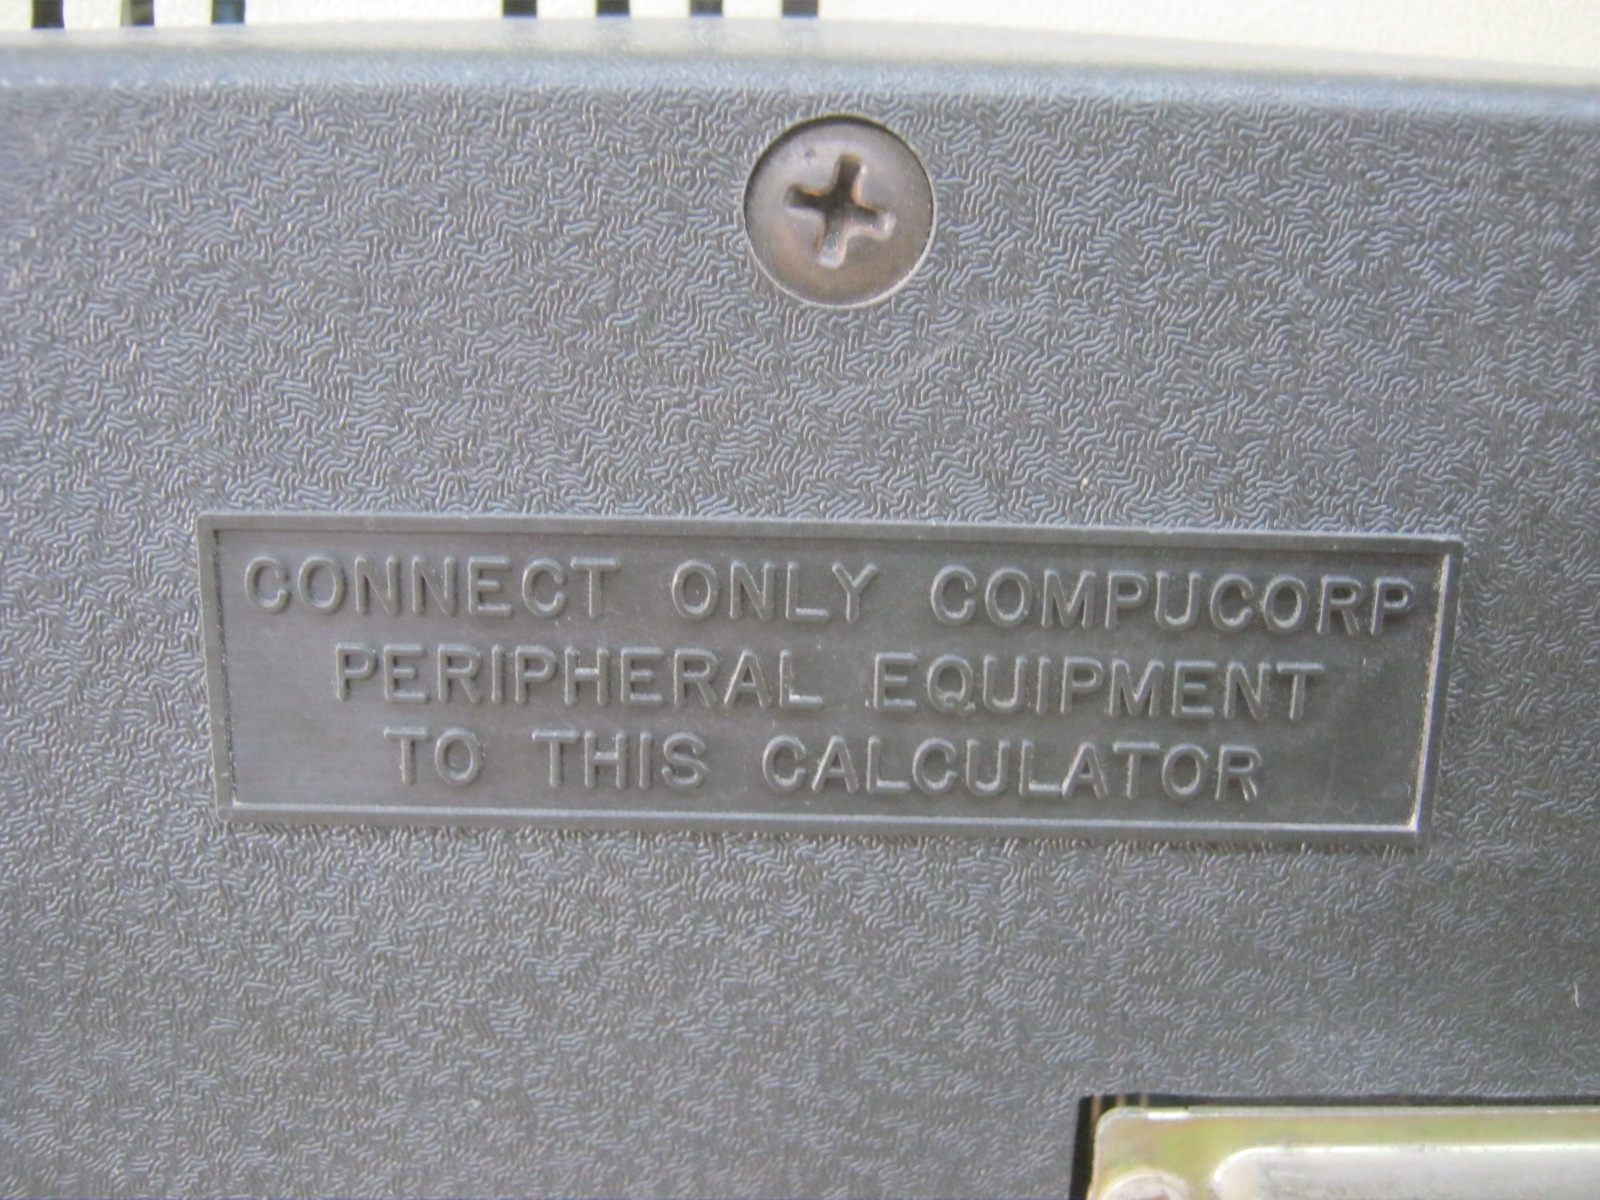 CONNECT ONLY COMPUCORP
PERIPHERAL EQUIPMENT
TO THIS CALCULATOR